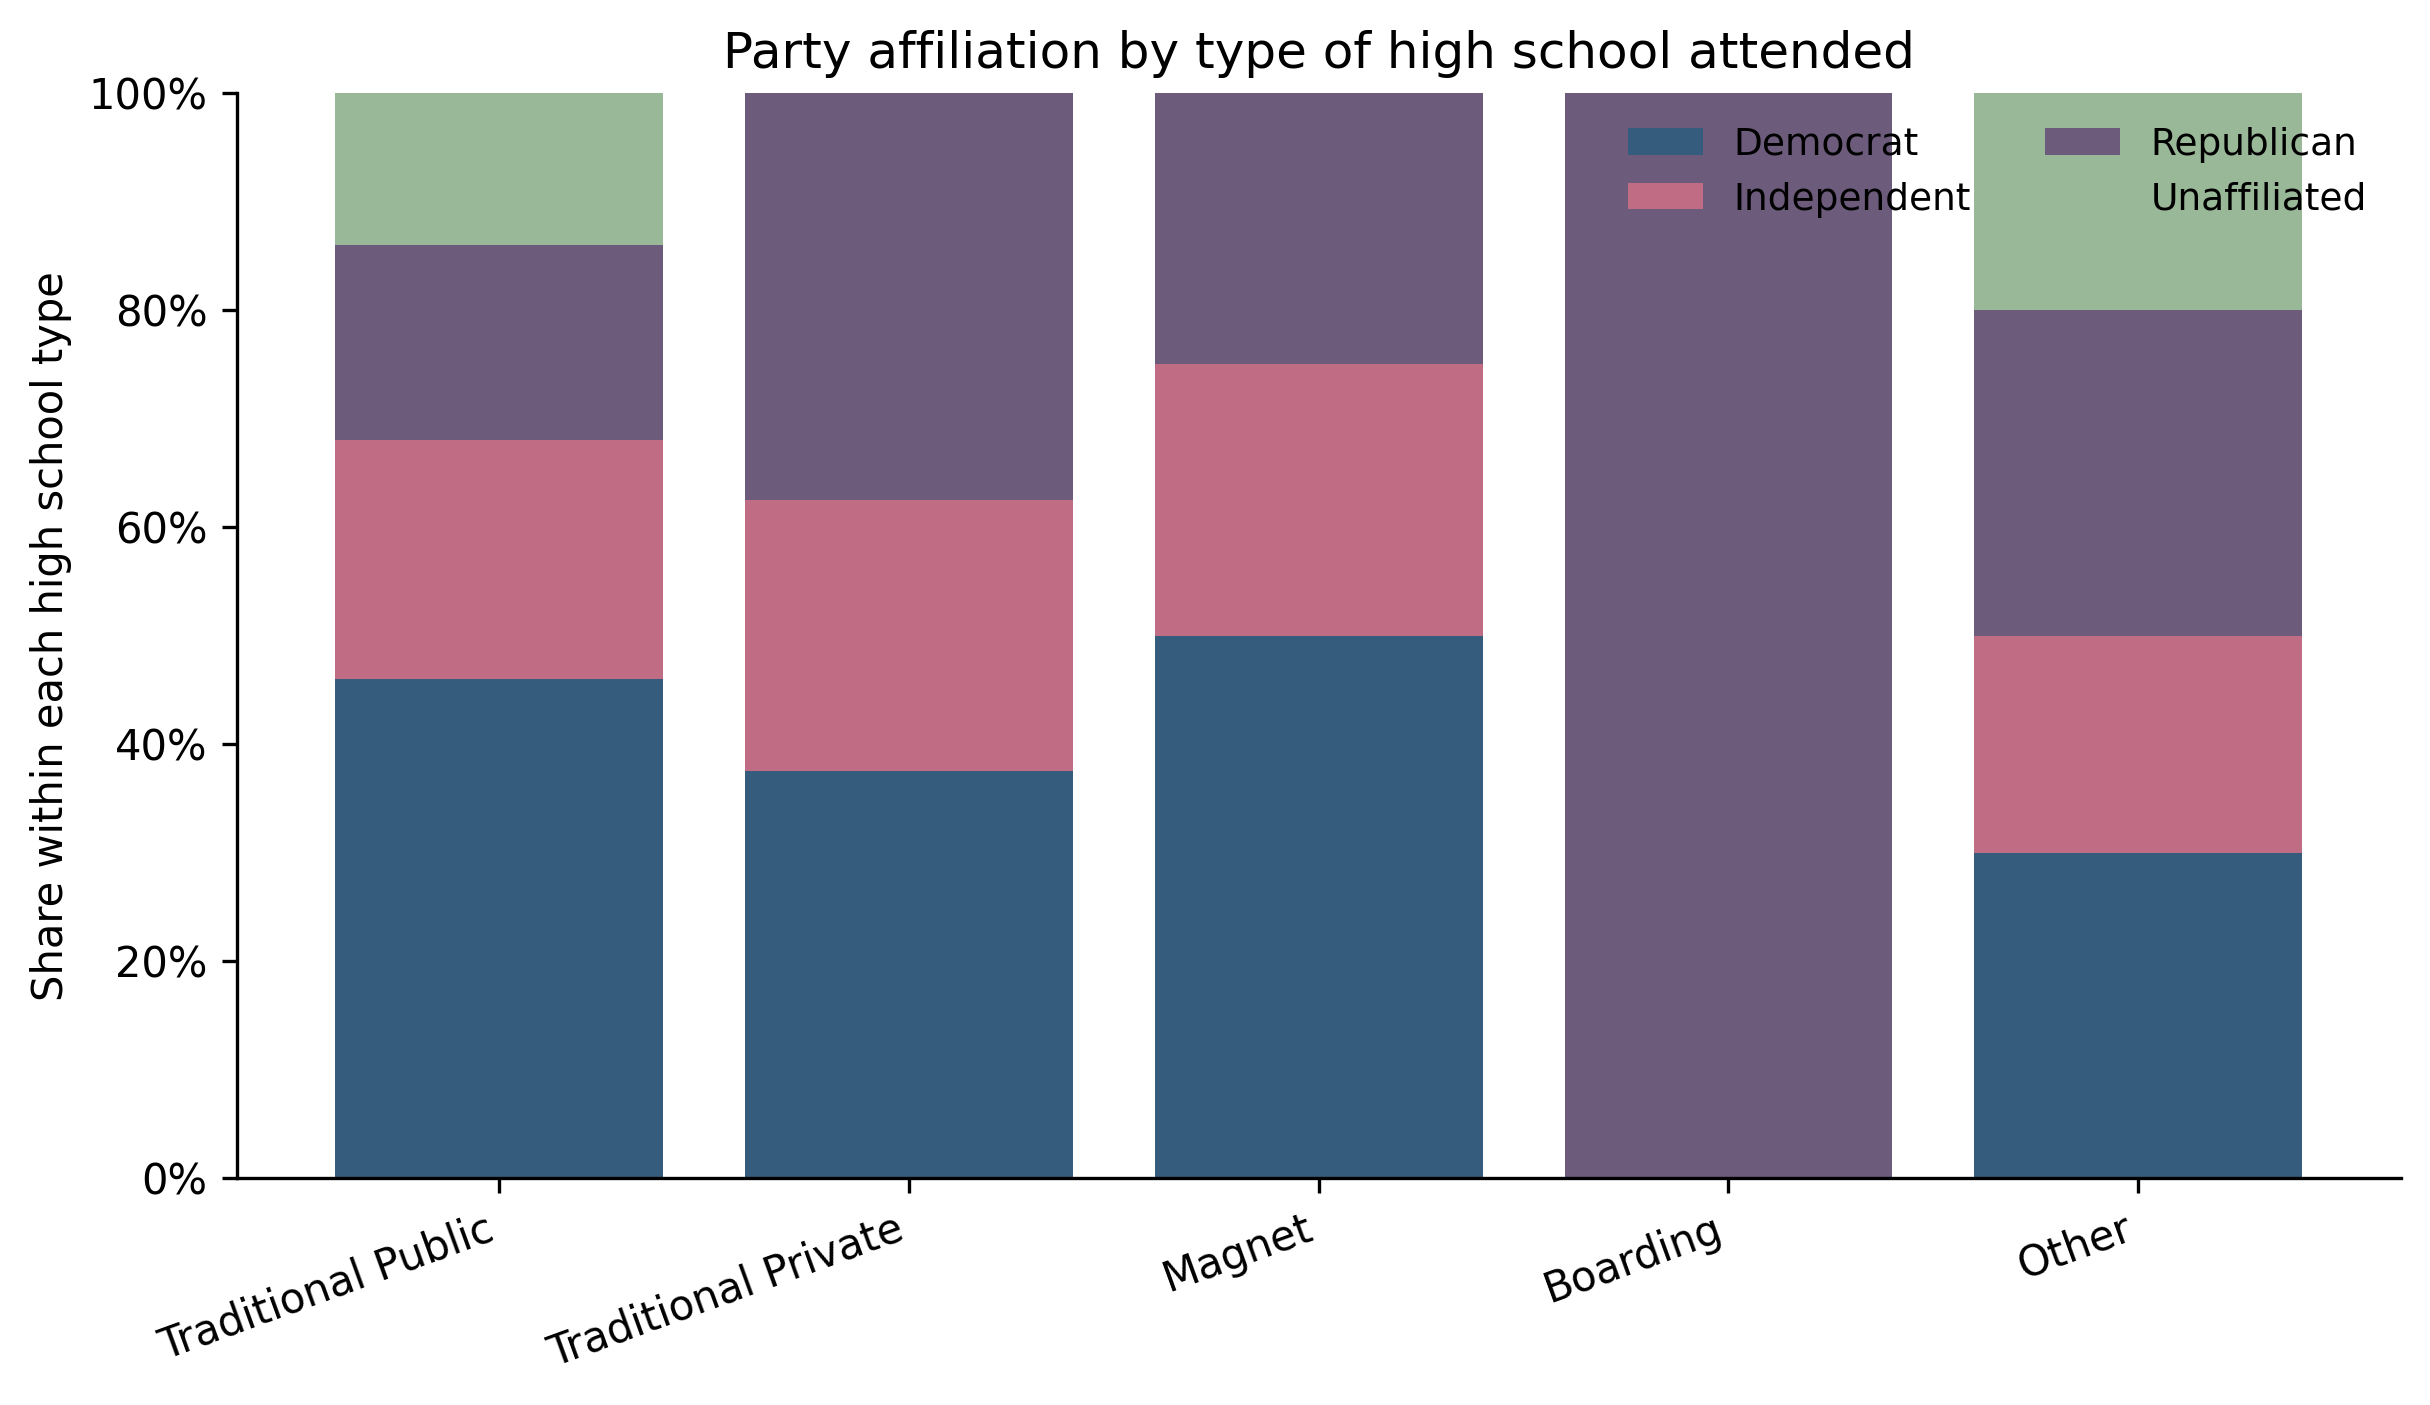 Party affiliation by type of high school attended
Share within each high school type
100%
80%
60%
40%
20%
0%
Democrat
Independent
Republican
Unaffiliated
Traditional Public
Traditional Private
Magnet
Boarding
Other